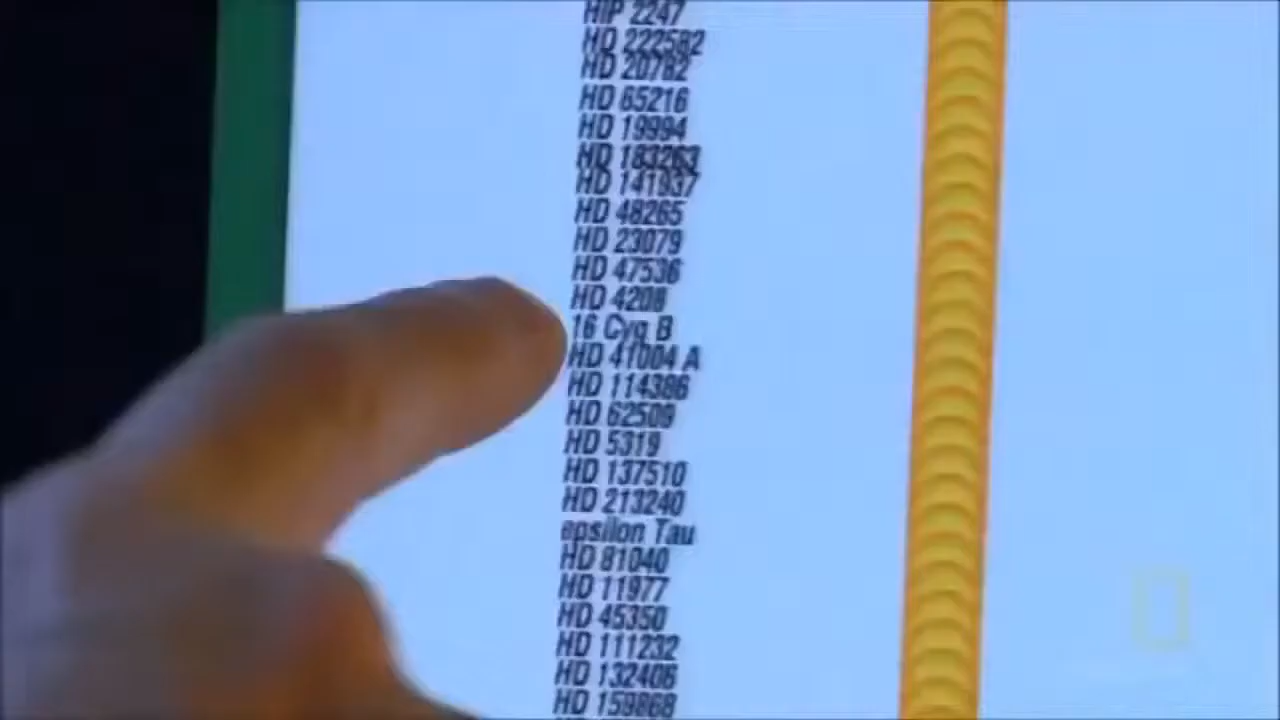 HIP 2247
HD 222582
HD 20782
HD 65216
HD 19994
HD 183263
HD 141937
HD 48265
HD 23079
HD 47536
HD 4208
16 Cyg B
HD 41004 A
HD 114386
HD 62509
HD 5319
HD 137510
HD 213240
epsilon Tau
HD 81040
HD 11977
HD 45350
HD 111232
HD 132406
HD 159868